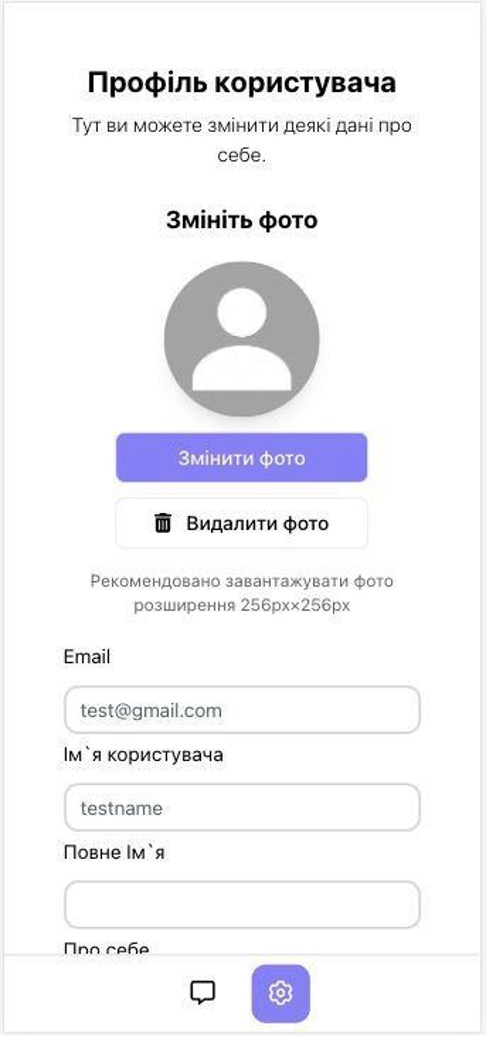 Профіль користувача
Тут ви можете змінити деякі дані про
себе.
Змініть фото
Змінити фото
Видалити фото
Рекомендовано завантажувати фото
розширення 256px×256px
Email
test@gmail.com
Ім`я користувача
testname
Повне Ім`я
Про себе